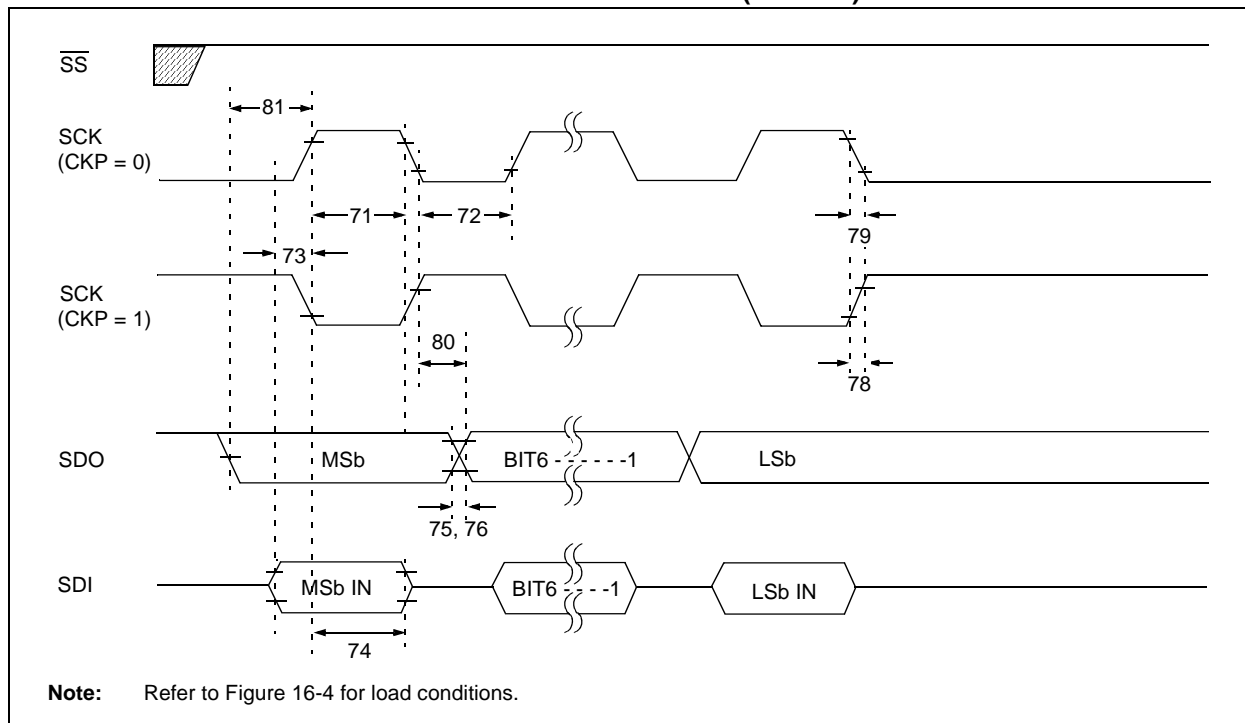 SS
81
SCK
(CKP = 0)
71
72
79
73
SCK
(CKP = 1)
80
78
SDO
MSb
BIT6 - - - - - -1
LSb
75, 76
SDI
MSb IN
BIT6 - - - -1
LSb IN
74
Note: Refer to Figure 16-4 for load conditions.